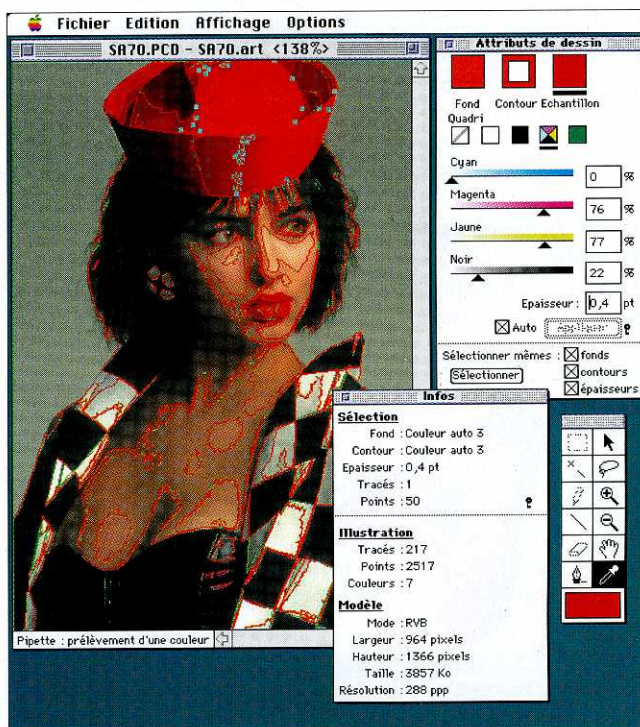 Fichier Edition Affichage Options
SA70.PCD - SA70.art <138%>
Attributs de dessin
Fond Contour Echantillon
Quadri
Cyan
0 %
Magenta
76 %
Jaune
77 %
Noir
22 %
Epaisseur : 0,4 pt
Auto Appliquer
Sélectionner mêmes : fonds
Sélectionner
contours
épaisseurs
Infos
Sélection
Fond : Couleur auto 3
Contour : Couleur auto 3
Epaisseur : 0,4 pt
Tracés : 1
Points : 50
Illustration
Tracés : 217
Points : 2517
Couleurs : 7
Modèle
Mode : RVB
Largeur : 964 pixels
Hauteur : 1366 pixels
Taille : 3857 Ko
Résolution : 288 ppp
Pipette : prélèvement d'une couleur